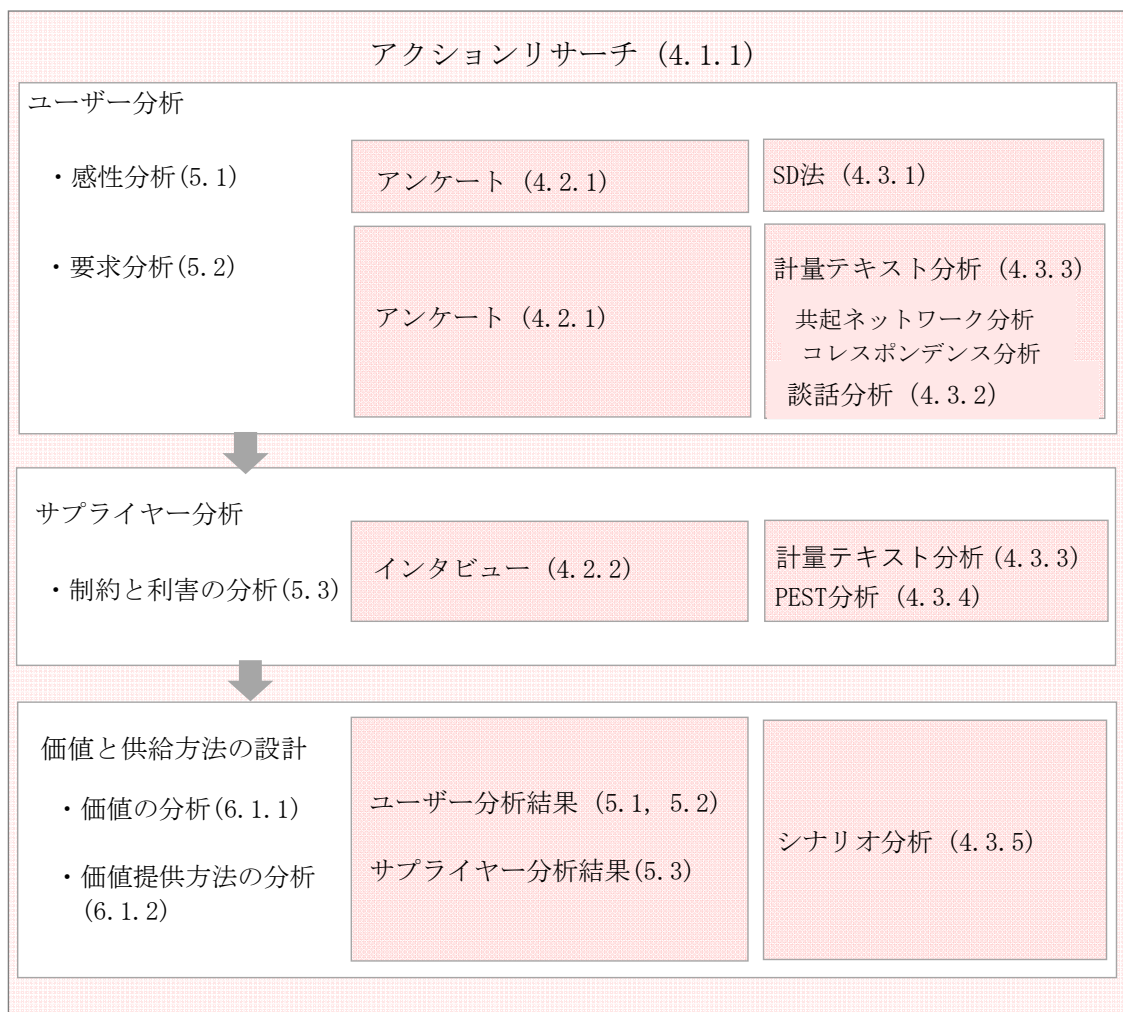 アクションリサーチ (4.1.1)
ユーザー分析
・感性分析(5.1)
アンケート (4.2.1)
SD法 (4.3.1)
・要求分析(5.2)
アンケート (4.2.1)
計量テキスト分析 (4.3.3)
共起ネットワーク分析
コレスポンデンス分析
談話分析 (4.3.2)
サプライヤー分析
・制約と利害の分析(5.3)
インタビュー (4.2.2)
計量テキスト分析 (4.3.3)
PEST分析 (4.3.4)
価値と供給方法の設計
・価値の分析(6.1.1)
・価値提供方法の分析
(6.1.2)
ユーザー分析結果 (5.1, 5.2)
サプライヤー分析結果(5.3)
シナリオ分析 (4.3.5)